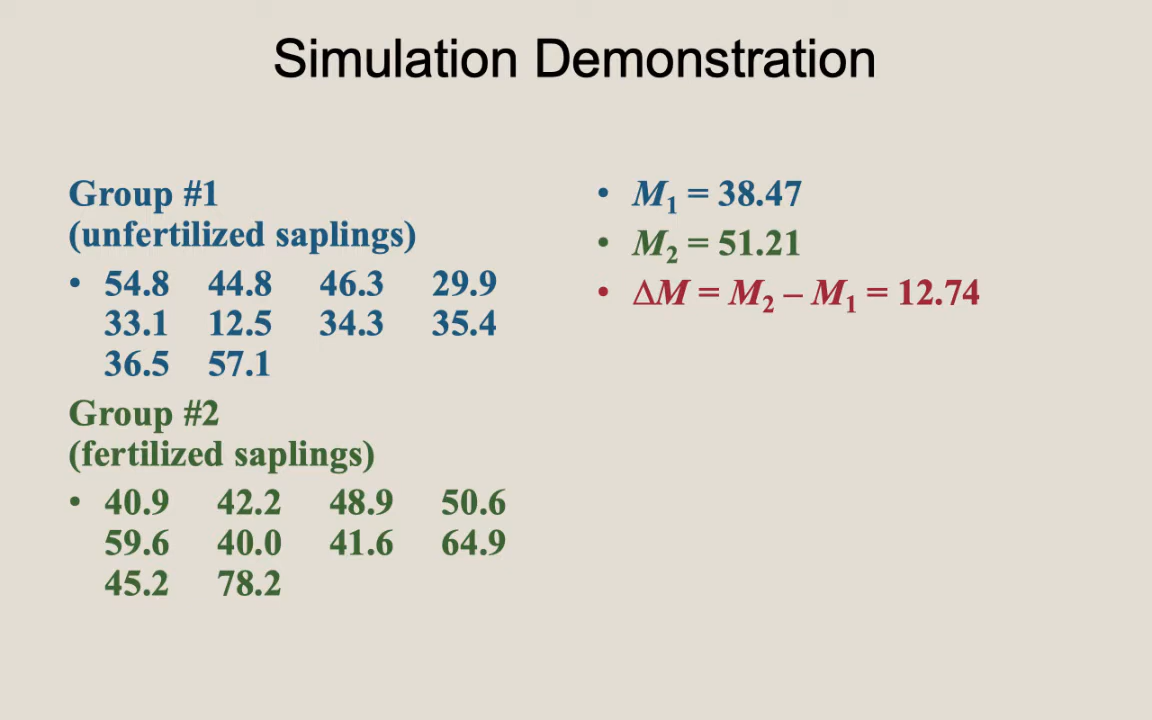 Simulation Demonstration
Group #1
(unfertilized saplings)
• 54.8 44.8 46.3 29.9
33.1 12.5 34.3 35.4
36.5 57.1
Group #2
(fertilized saplings)
• 40.9 42.2 48.9 50.6
59.6 40.0 41.6 64.9
45.2 78.2
• M₁ = 38.47
• M₂ = 51.21
• ΔM = M₂ – M₁ = 12.74